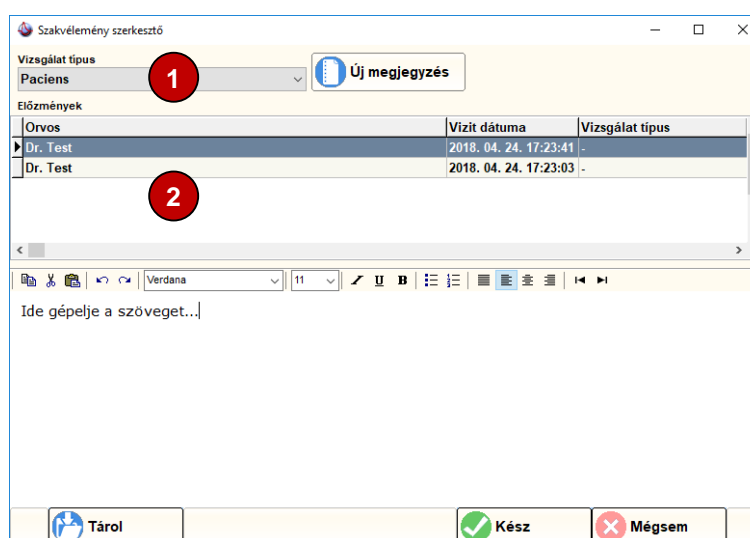 Szakvélemény szerkesztő
Vizsgálat típus
Paciens
1
Új megjegyzés
Előzmények
Orvos Vizit dátuma Vizsgálat típus
Dr. Test 2018. 04. 24. 17:23:41 -
Dr. Test 2018. 04. 24. 17:23:03 -
2
Verdana 11 I U B
Ide gépelje a szöveget...
Tárol Kész Mégsem